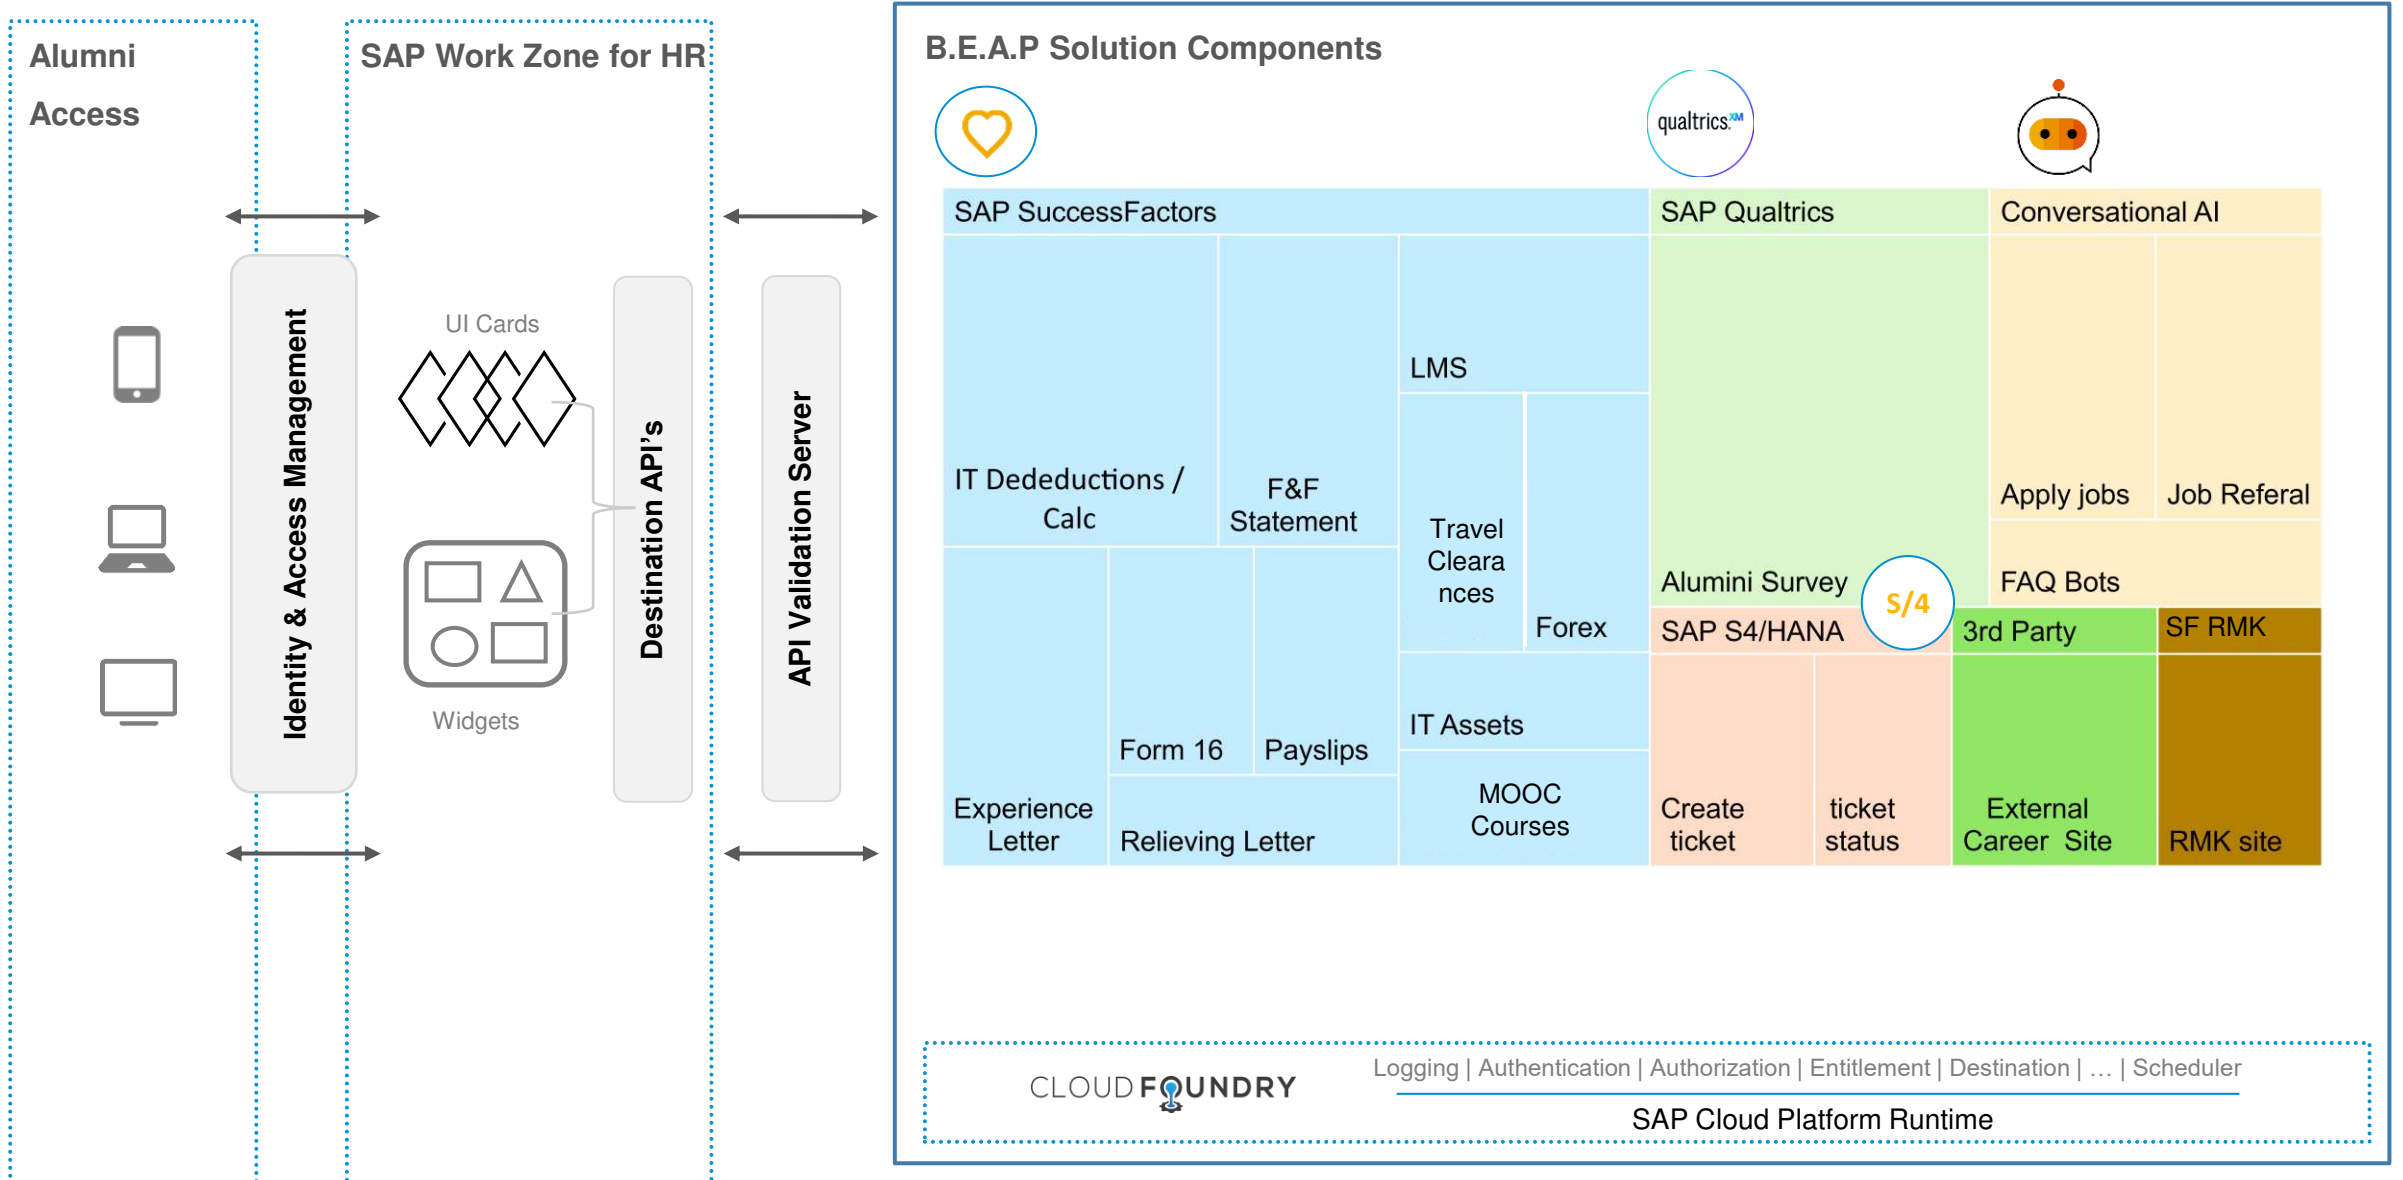 Alumni
Access
SAP Work Zone for HR
B.E.A.P Solution Components
qualtrics.XM
SAP SuccessFactors
SAP Qualtrics
Conversational AI
Identity & Access Management
UI Cards
Widgets
Destination API's
API Validation Server
IT Dedeductions /
Calc
F&F
Statement
LMS
Travel
Cleara
nces
Forex
Experience
Letter
Form 16
Payslips
Relieving Letter
IT Assets
MOOC
Courses
Alumini Survey
Apply jobs
Job Referal
FAQ Bots
S/4
SAP S4/HANA
3rd Party
SF RMK
Create
ticket
ticket
status
External
Career Site
RMK site
CLOUD FOUNDRY
Logging | Authentication | Authorization | Entitlement | Destination | … | Scheduler
SAP Cloud Platform Runtime